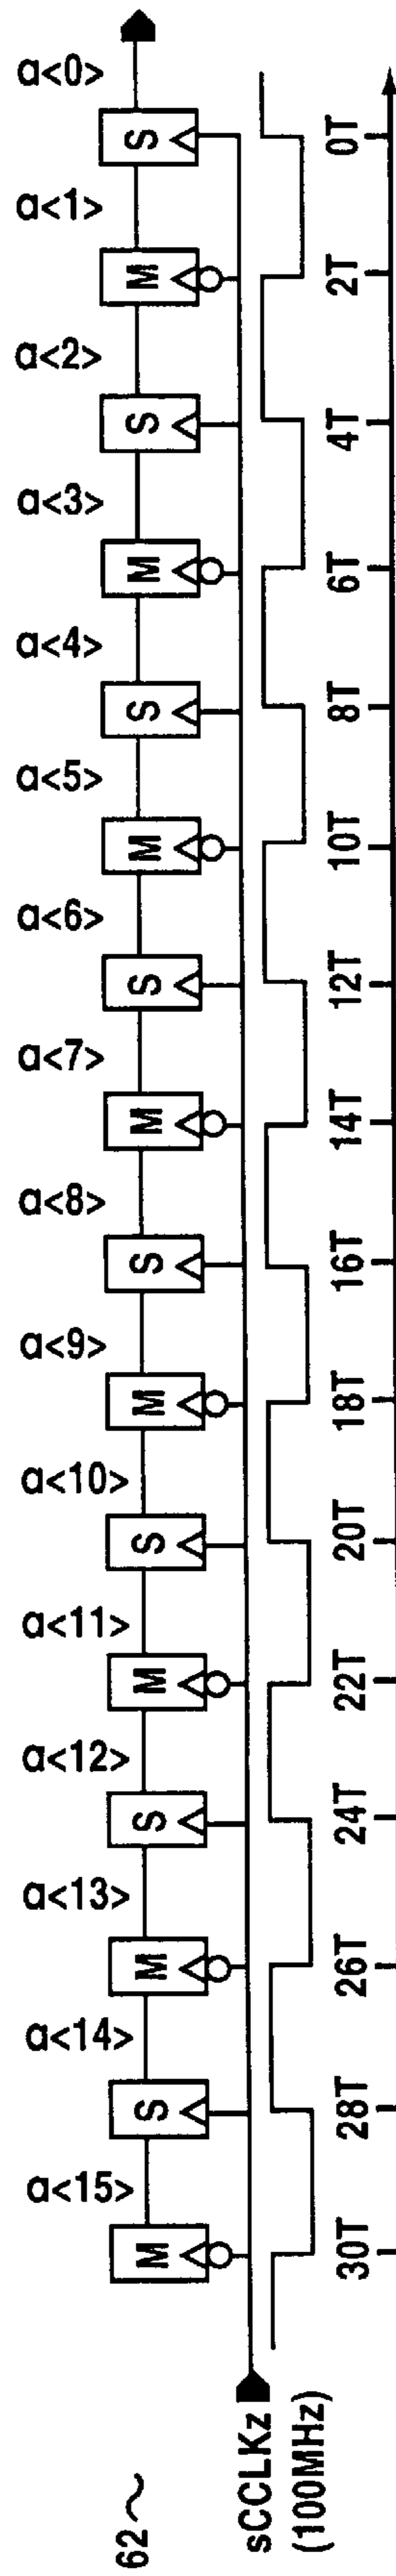 62~
a<15> a<14> a<13> a<12> a<11> a<10> a<9> a<8> a<7> a<6> a<5> a<4> a<3> a<2> a<1> a<0>
M S M S M S M S M S M S M S M S
sCCLKz
(100MHz)
30T 28T 26T 24T 22T 20T 18T 16T 14T 12T 10T 8T 6T 4T 2T 0T